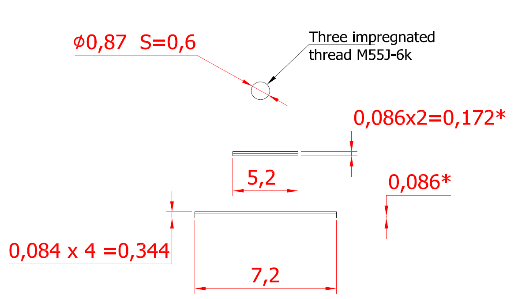 Ø0,87 S=0,6
Three impregnated
thread M55J-6k
0,086x2=0,172*
5,2
0,086*
0,084 x 4 =0,344
7,2